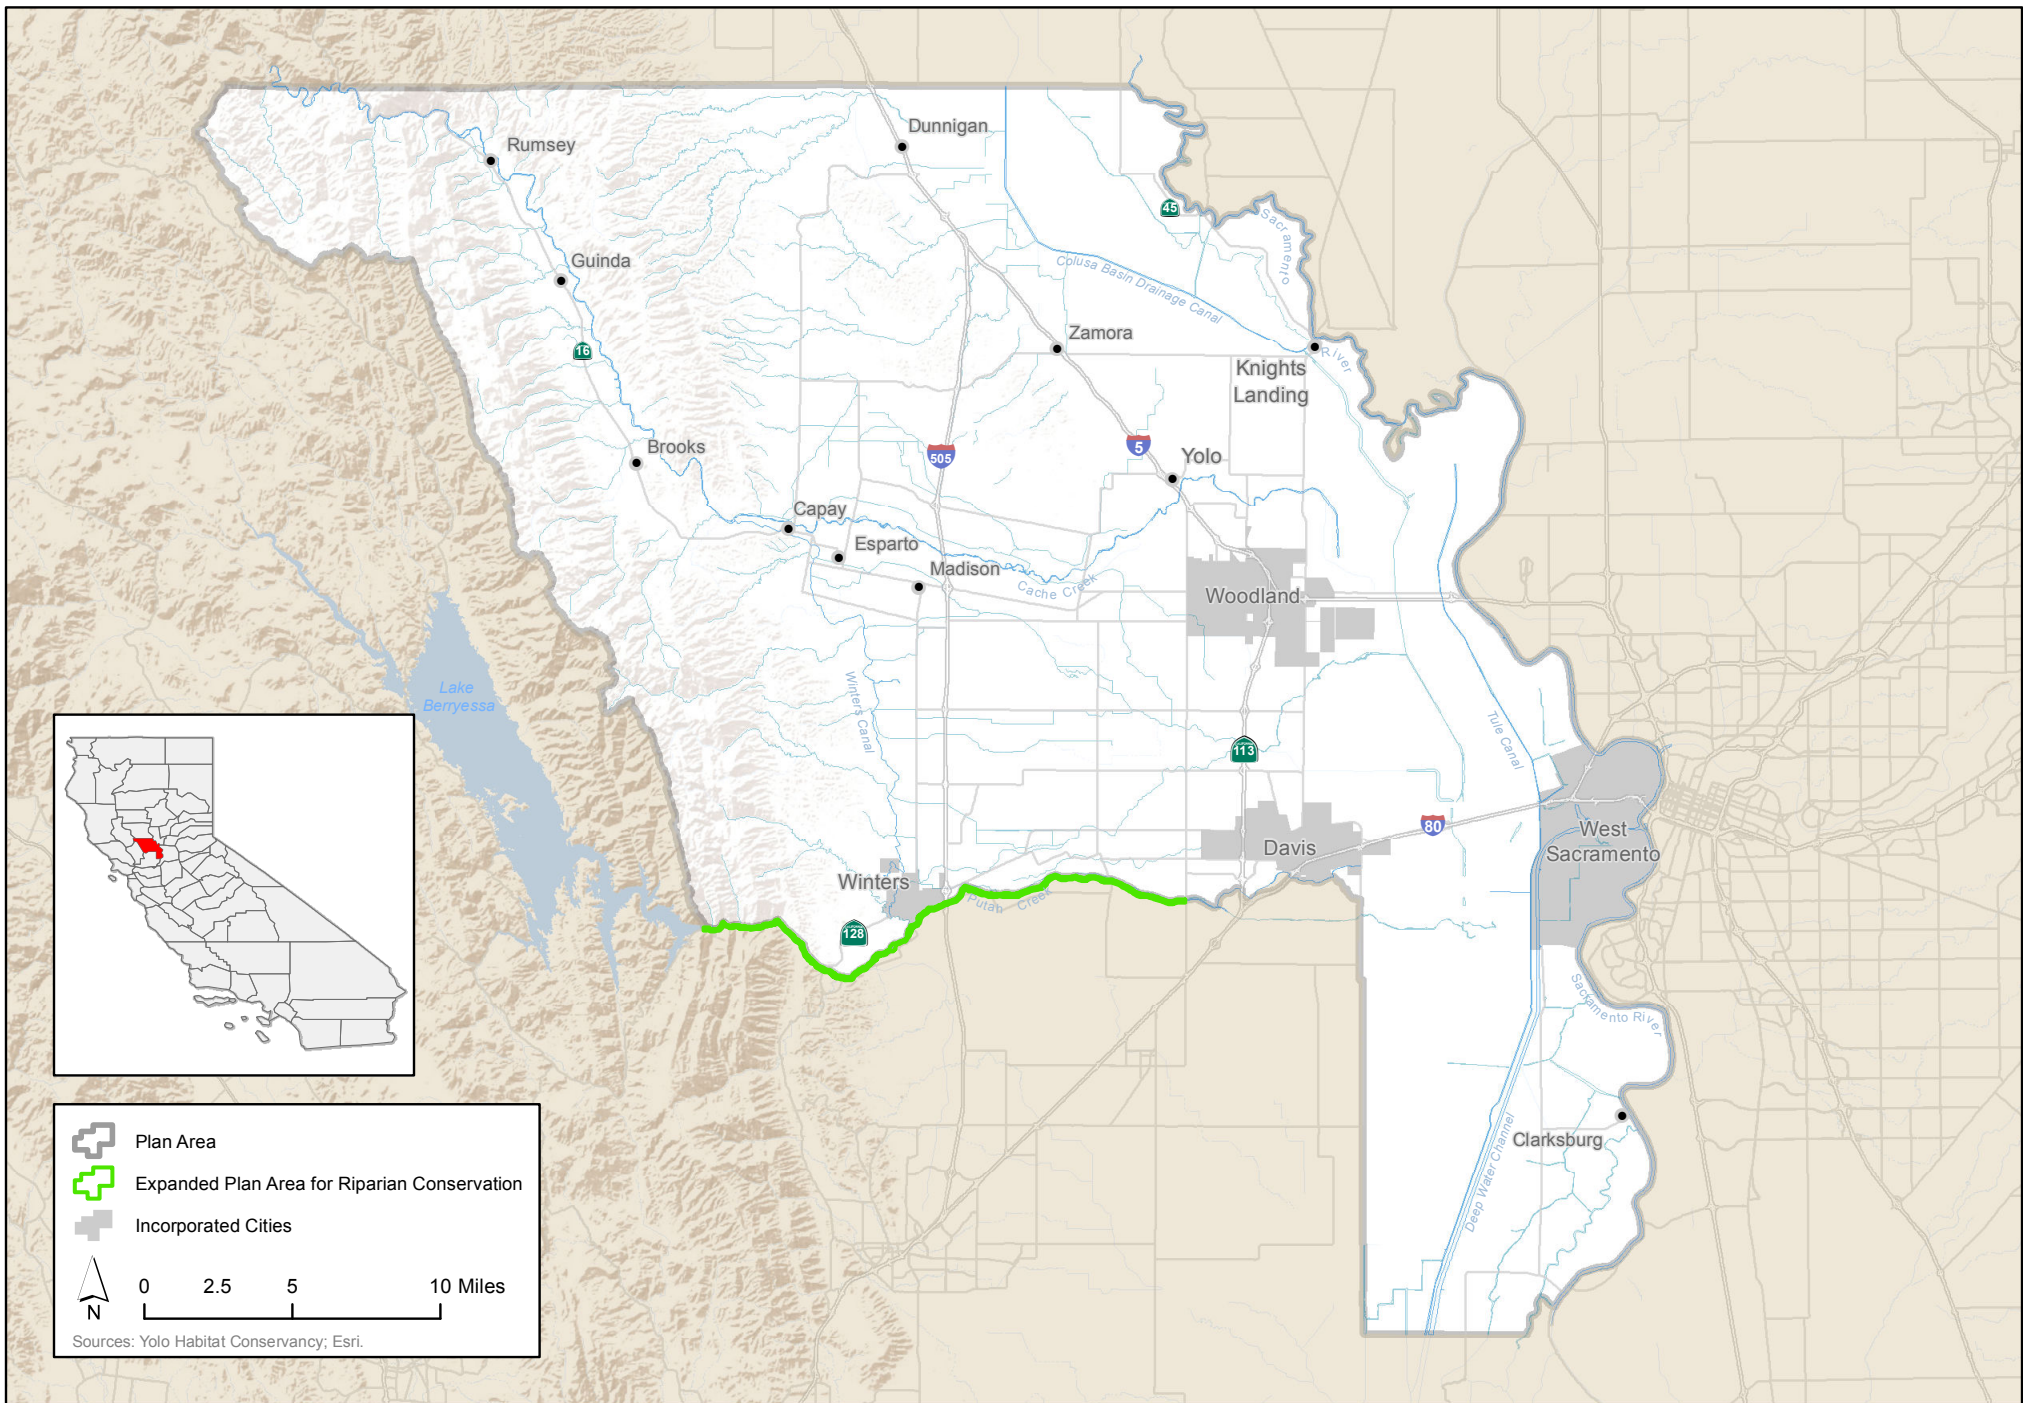 Dunnigan
Rumsey
45
Sacramento
Guinda
Colusa Basin Drainage Canal
Zamora
16
River
Knights
Landing
Brooks
505
5
Yolo
Capay
Esparto
Madison
Cache Creek
Woodland
Lake
Berryessa
Winters Canal
Tule Canal
113
80
West
Sacramento
Davis
Winters
Putah Creek
128
Sacramento River
Deep Water Channel
Clarksburg
Plan Area
Expanded Plan Area for Riparian Conservation
Incorporated Cities
N
0 2.5 5 10 Miles
Sources: Yolo Habitat Conservancy; Esri.